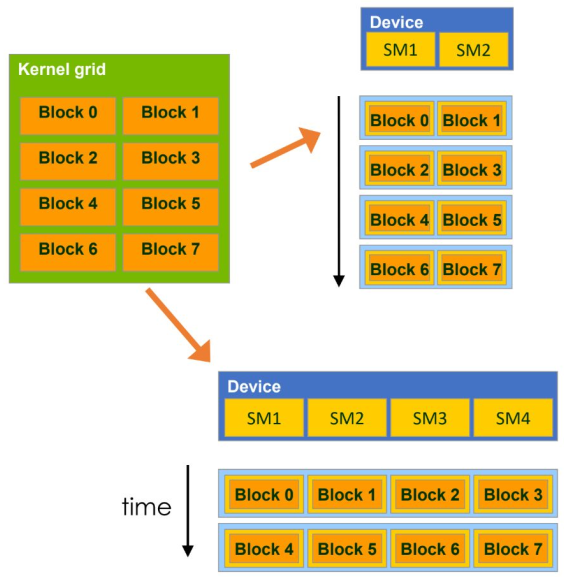 Kernel grid
Block 0 Block 1
Block 2 Block 3
Block 4 Block 5
Block 6 Block 7
Device
SM1 SM2
Block 0 Block 1
Block 2 Block 3
Block 4 Block 5
Block 6 Block 7
Device
SM1 SM2 SM3 SM4
time
Block 0 Block 1 Block 2 Block 3
Block 4 Block 5 Block 6 Block 7